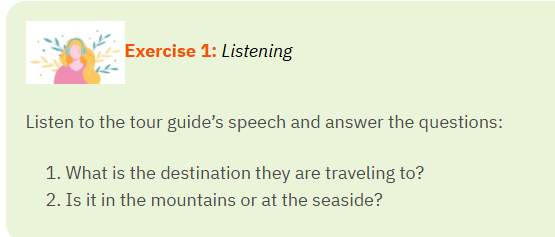 Exercise 1: Listening
Listen to the tour guide’s speech and answer the questions:
1. What is the destination they are traveling to?
2. Is it in the mountains or at the seaside?